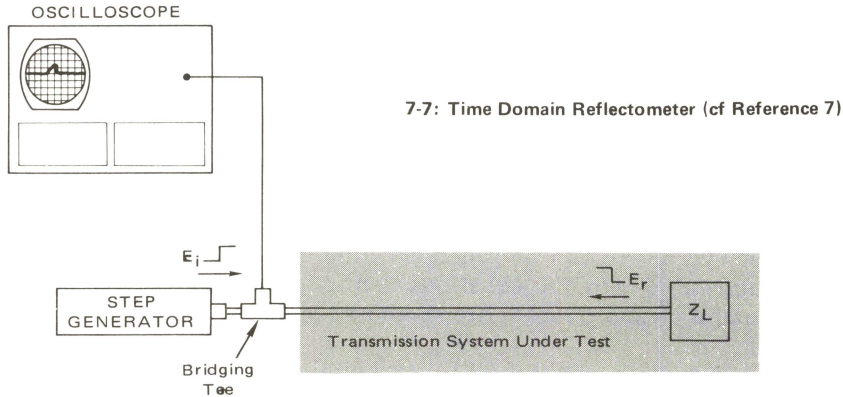 OSCILLOSCOPE
7-7: Time Domain Reflectometer (cf Reference 7)
Ei
Er
STEP
GENERATOR
ZL
Transmission System Under Test
Bridging
Tee